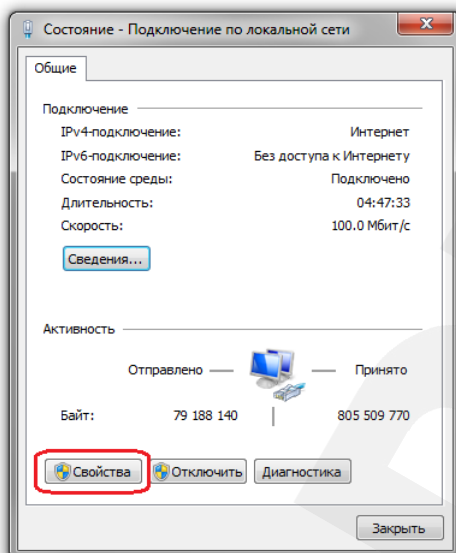 Состояние - Подключение по локальной сети
Общие
Подключение
IPv4-подключение: Интернет
IPv6-подключение: Без доступа к Интернету
Состояние среды: Подключено
Длительность: 04:47:33
Скорость: 100.0 Мбит/с
Сведения...
Активность
Отправлено — — Принято
Байт: 79 188 140 | 805 509 770
Свойства Отключить Диагностика
Закрыть